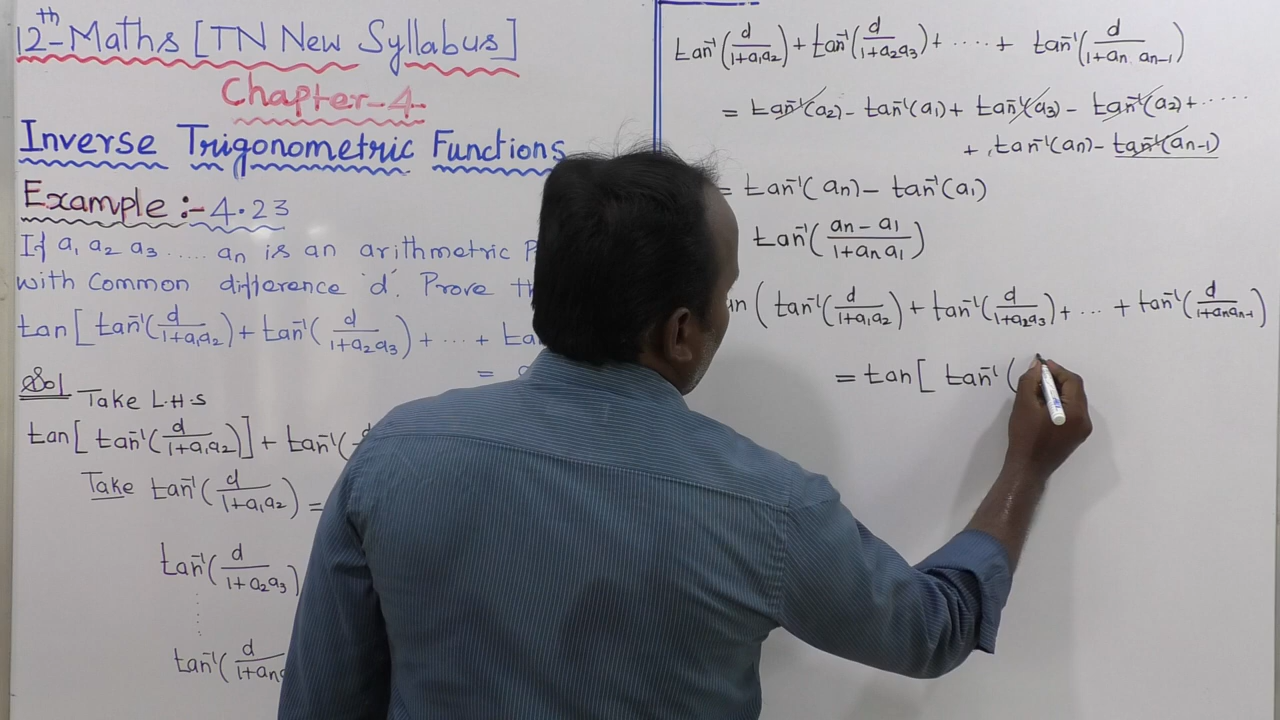 12th-Maths [TN New Syllabus]
Chapter-4
Inverse Trigonometric Functions
Example :- 4.23
If a₁ a₂ a₃ ..... aₙ is an arithmetic
with Common difference 'd'. Prove
tan[tan⁻¹(d/1+a₁a₂)+tan⁻¹(d/1+a₂a₃)+ ... +
=
Sol Take L.H.S
tan[tan⁻¹(d/1+a₁a₂)]+tan⁻¹(
Take tan⁻¹(d/1+a₁a₂) =
tan⁻¹(d/1+a₂a₃)
tan⁻¹(d/1+aₙ
tan⁻¹(d/1+a₁a₂)+tan⁻¹(d/1+a₂a₃)+ .... + tan⁻¹(d/1+aₙ aₙ₋₁)
= tan⁻¹(a₂)-tan⁻¹(a₁)+tan⁻¹(a₃)-tan⁻¹(a₂)+.....
+ tan⁻¹(aₙ)-tan⁻¹(aₙ₋₁)
= tan⁻¹(aₙ)-tan⁻¹(a₁)
tan⁻¹(aₙ-a₁/1+aₙa₁)
(tan⁻¹(d/1+a₁a₂)+tan⁻¹(d/1+a₂a₃)+ ... +tan⁻¹(d/1+aₙaₙ₋₁)
= tan[tan⁻¹(